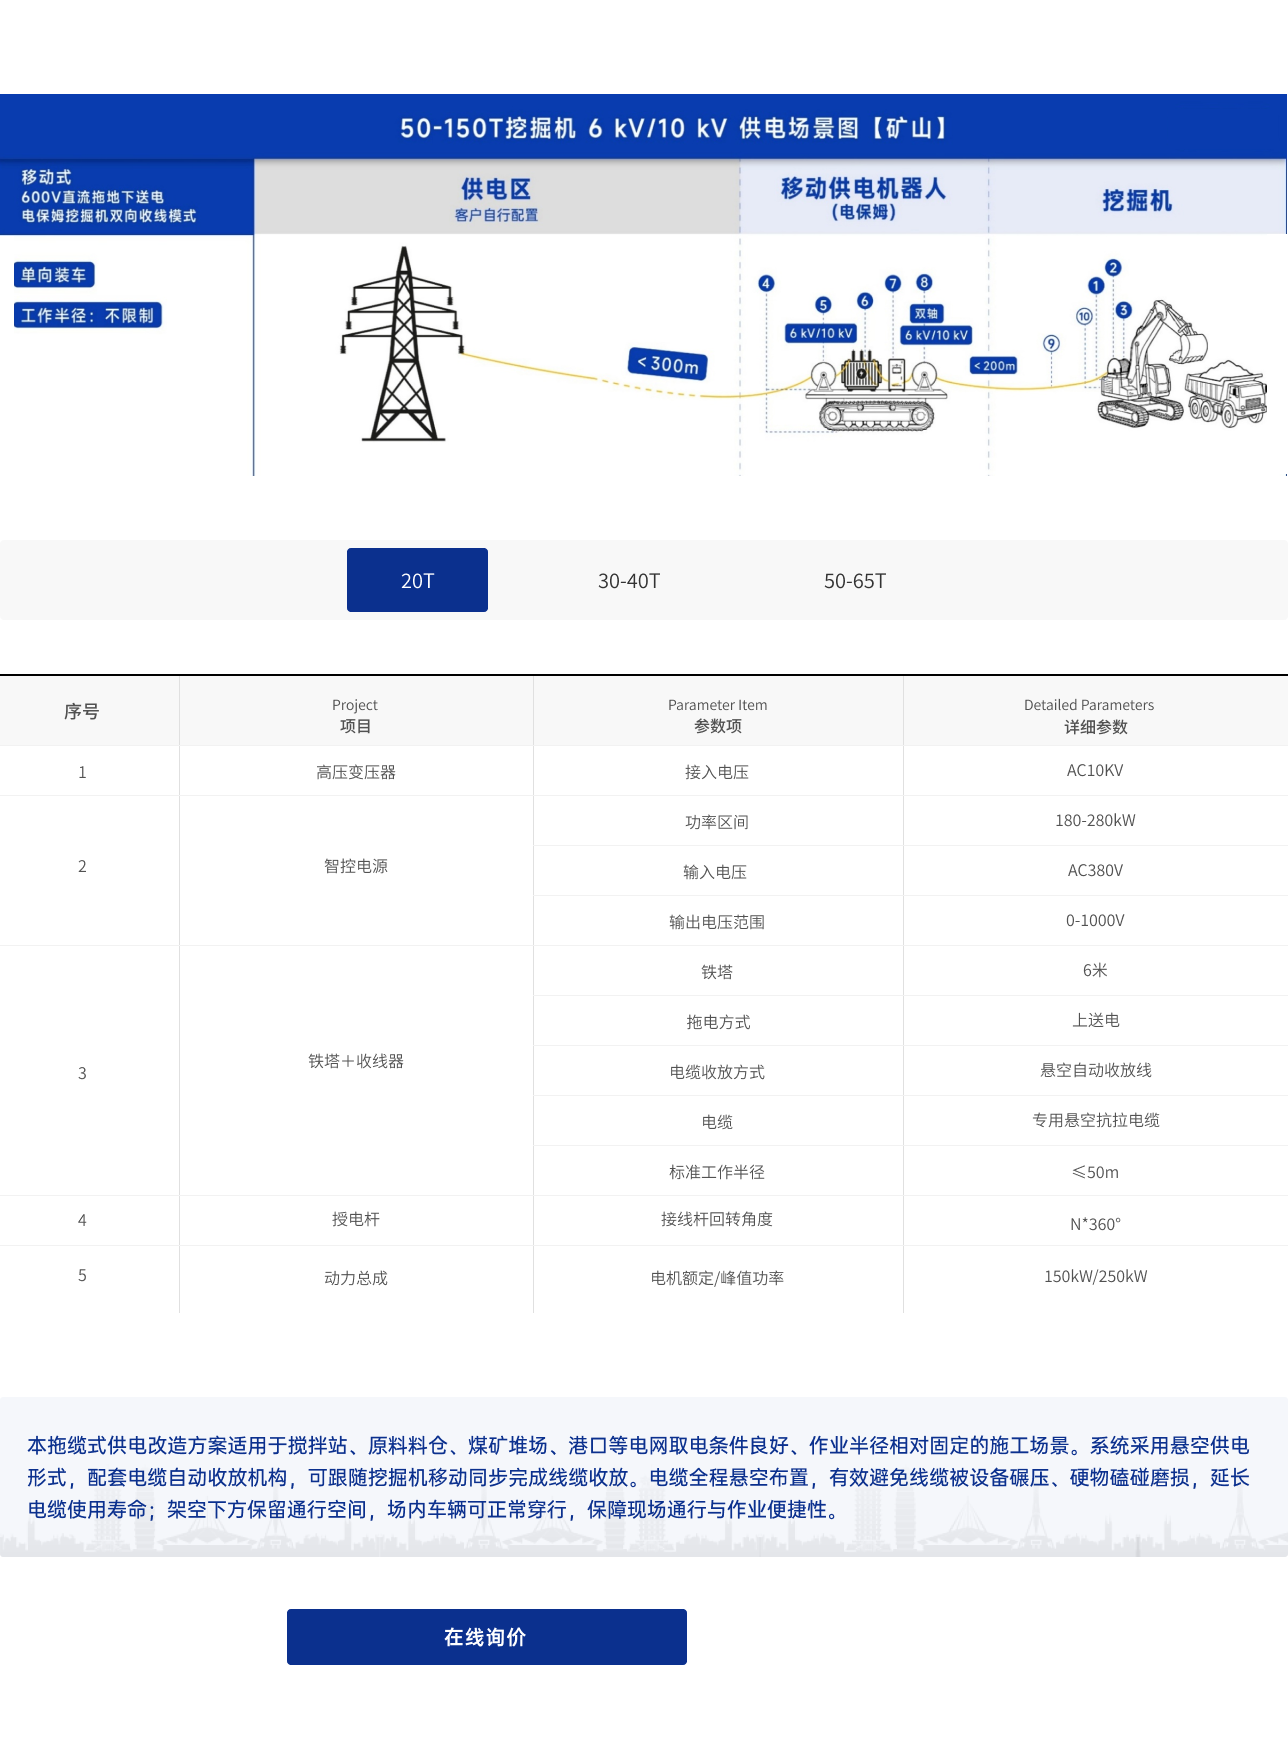 50-150T挖掘机 6 kV/10 kV 供电场景图【矿山】
移动式
600V直流拖地下送电
电保姆挖掘机双向收线模式
供电区
客户自行配置
移动供电机器人
(电保姆)
挖掘机
单向装车
工作半径：不限制
4
5
6
7
8
双轴
6 kV/10 kV
6 kV/10 kV
<300m
<200m
1
2
3
9
10
20T
30-40T
50-65T
序号
Project
项目
Parameter Item
参数项
Detailed Parameters
详细参数
1
高压变压器
接入电压
AC10KV
2
智控电源
功率区间
180-280kW
输入电压
AC380V
输出电压范围
0-1000V
3
铁塔＋收线器
铁塔
6米
拖电方式
上送电
电缆收放方式
悬空自动收放线
电缆
专用悬空抗拉电缆
标准工作半径
≤50m
4
授电杆
接线杆回转角度
N*360°
5
动力总成
电机额定/峰值功率
150kW/250kW
本拖缆式供电改造方案适用于搅拌站、原料料仓、煤矿堆场、港口等电网取电条件良好、作业半径相对固定的施工场景。系统采用悬空供电
形式，配套电缆自动收放机构，可跟随挖掘机移动同步完成线缆收放。电缆全程悬空布置，有效避免线缆被设备碾压、硬物磕碰磨损，延长
电缆使用寿命；架空下方保留通行空间，场内车辆可正常穿行，保障现场通行与作业便捷性。
在线询价